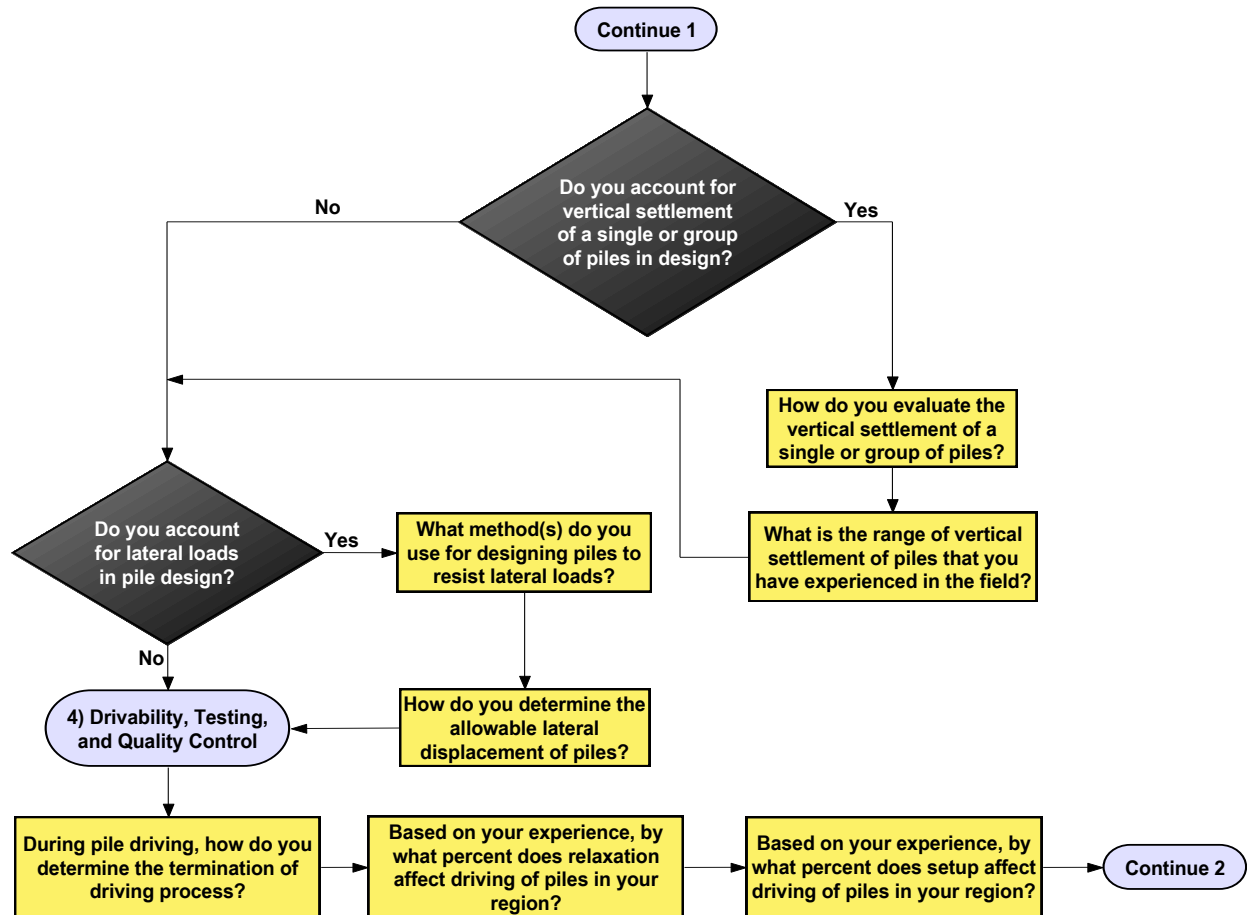 Continue 1
Do you account for
vertical settlement
of a single or group
of piles in design?
No
Yes
How do you evaluate the
vertical settlement of a
single or group of piles?
What is the range of vertical
settlement of piles that you
have experienced in the field?
Do you account
for lateral loads
in pile design?
Yes
What method(s) do you
use for designing piles to
resist lateral loads?
No
How do you determine the
allowable lateral
displacement of piles?
4) Drivability, Testing,
and Quality Control
During pile driving, how do you
determine the termination of
driving process?
Based on your experience, by
what percent does relaxation
affect driving of piles in your
region?
Based on your experience, by
what percent does setup affect
driving of piles in your region?
Continue 2